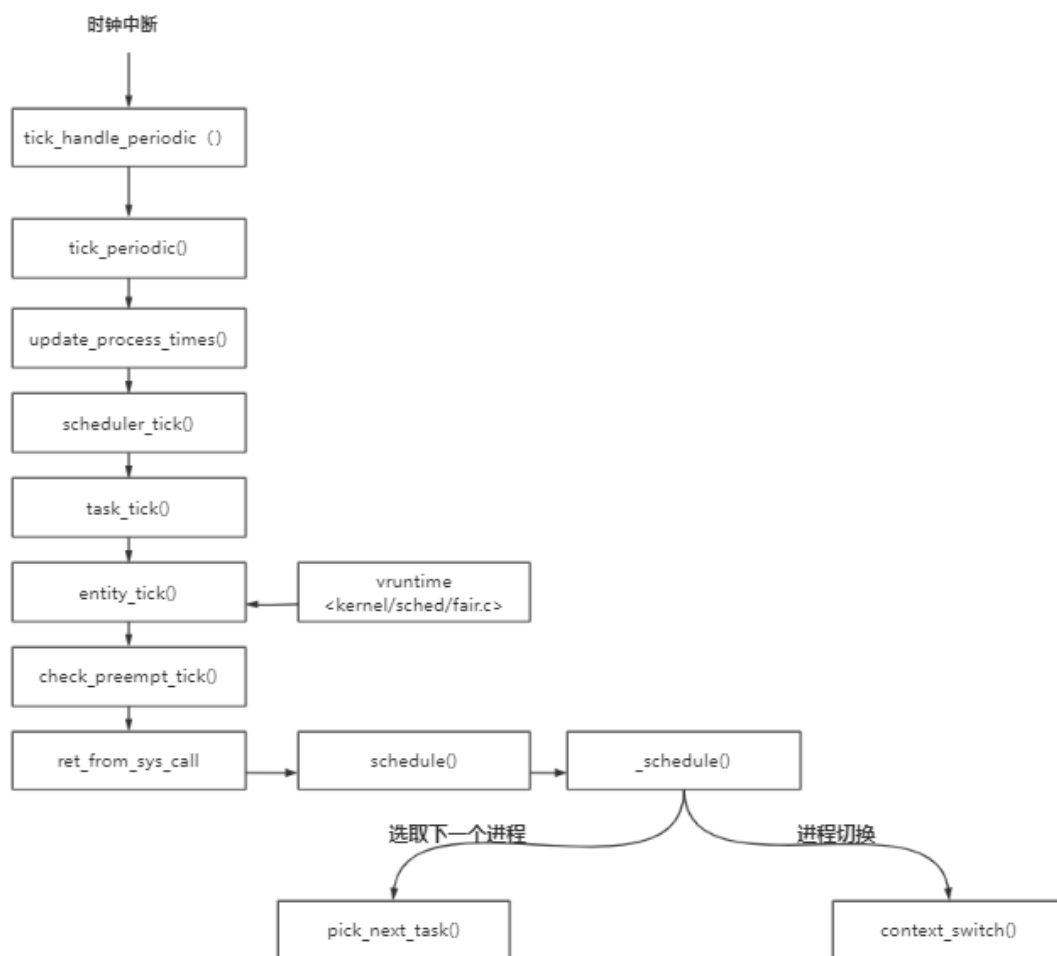 时钟中断
tick_handle_periodic（）
tick_periodic()
update_process_times()
scheduler_tick()
task_tick()
entity_tick()
vruntime
<kernel/sched/fair.c>
check_preempt_tick()
ret_from_sys_call
schedule()
_schedule()
选取下一个进程
进程切换
pick_next_task()
context_switch()